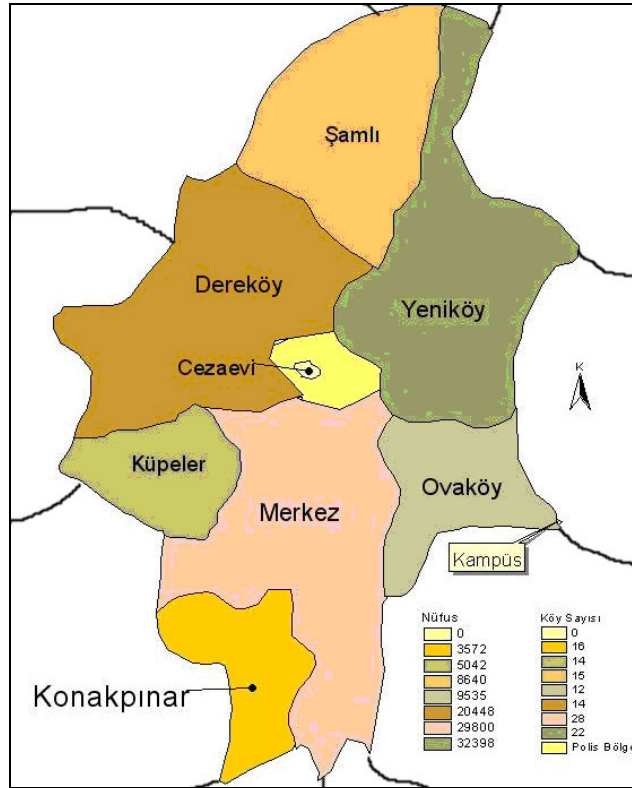 Şamlı
Dereköy
Yeniköy
Cezaevi
K
Küpeler
Ovaköy
Merkez
Kampüs
Konakpınar
Nüfus
0
3572
5042
8640
9535
20448
29800
32398
Köy Sayısı
0
16
14
15
12
14
28
22
Polis Bölge